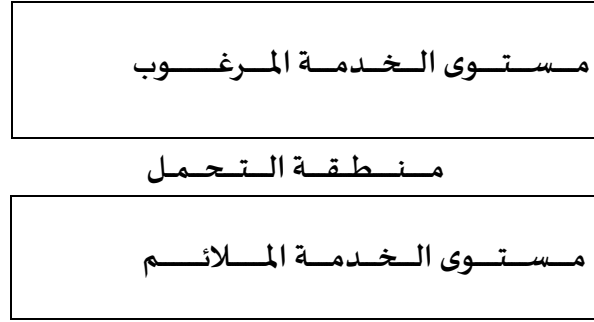 مستوى الخدمة المرغوب
منطقة التحمل
مستوى الخدمة الملائم